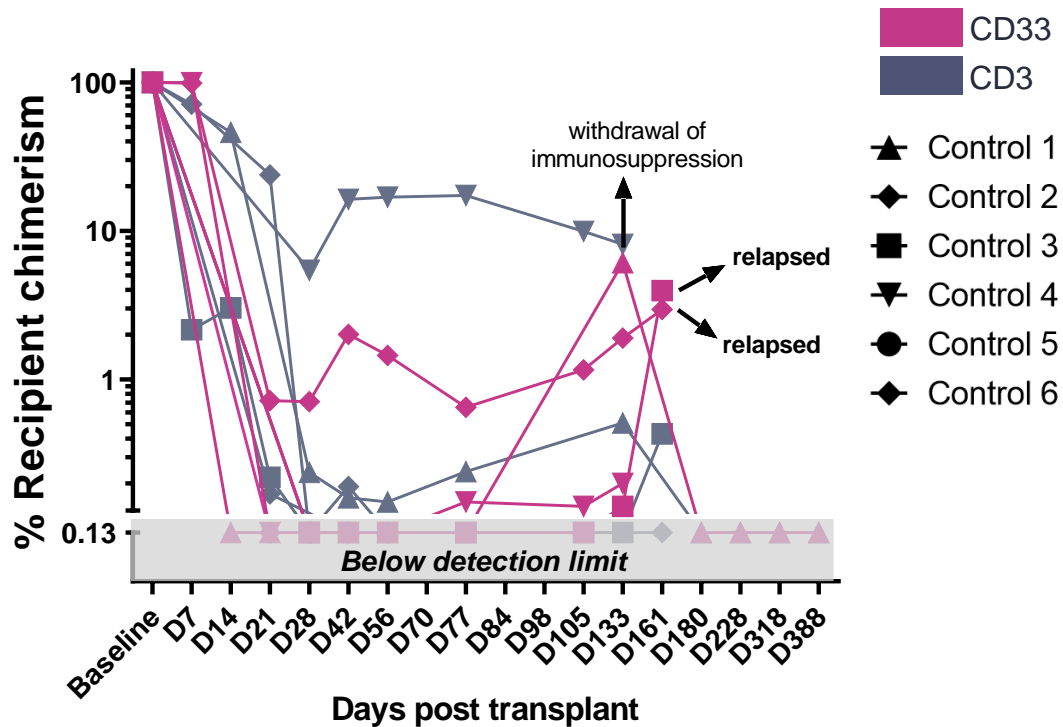 CD33
CD3
Control 1
Control 2
Control 3
Control 4
Control 5
Control 6
% Recipient chimerism
100
10
1
0.13
withdrawal of
immunosuppression
relapsed
relapsed
Below detection limit
Baseline
D7
D14
D21
D28
D42
D56
D70
D77
D84
D98
D105
D133
D161
D180
D228
D318
D388
Days post transplant